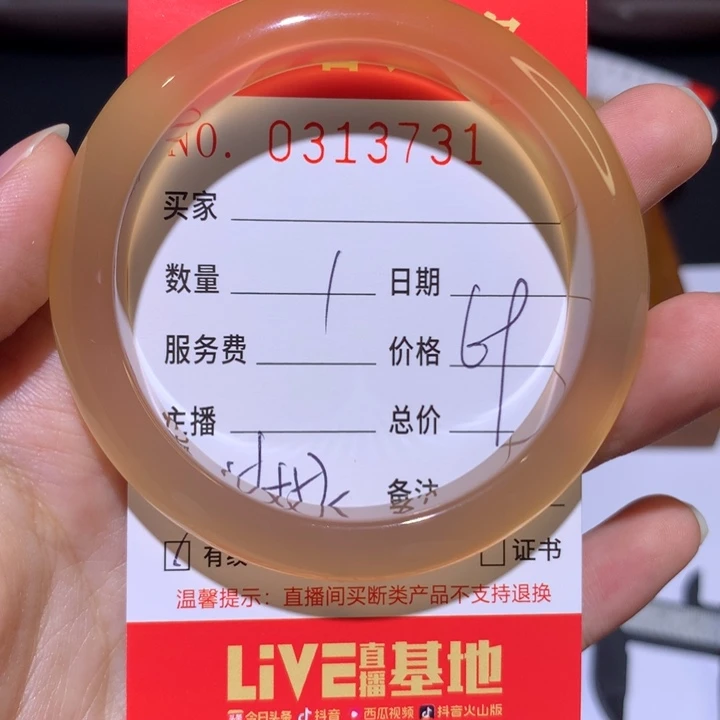 NO. 0313731
买家
数量 1 日期
服务费 价格 69
主播 总价
备注
有线 证书
温馨提示：直播间买断类产品不支持退换
LiVE直播基地
今日头条 抖音 西瓜视频 抖音火山版